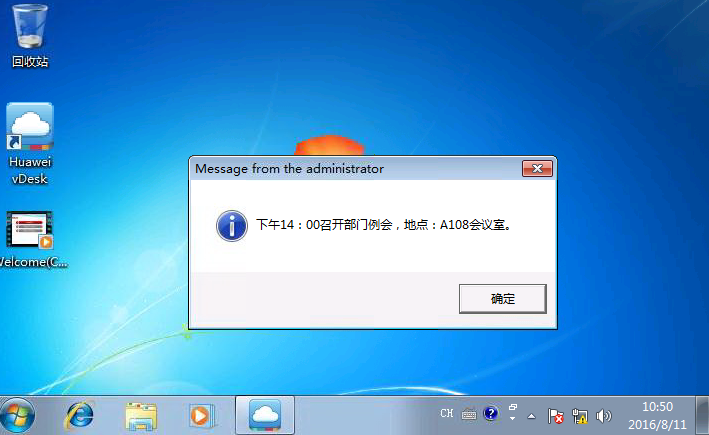 回收站
Huawei
vDesk
Welcome(C...
Message from the administrator
下午14：00召开部门例会，地点：A108会议室。
确定
CH
10:50
2016/8/11